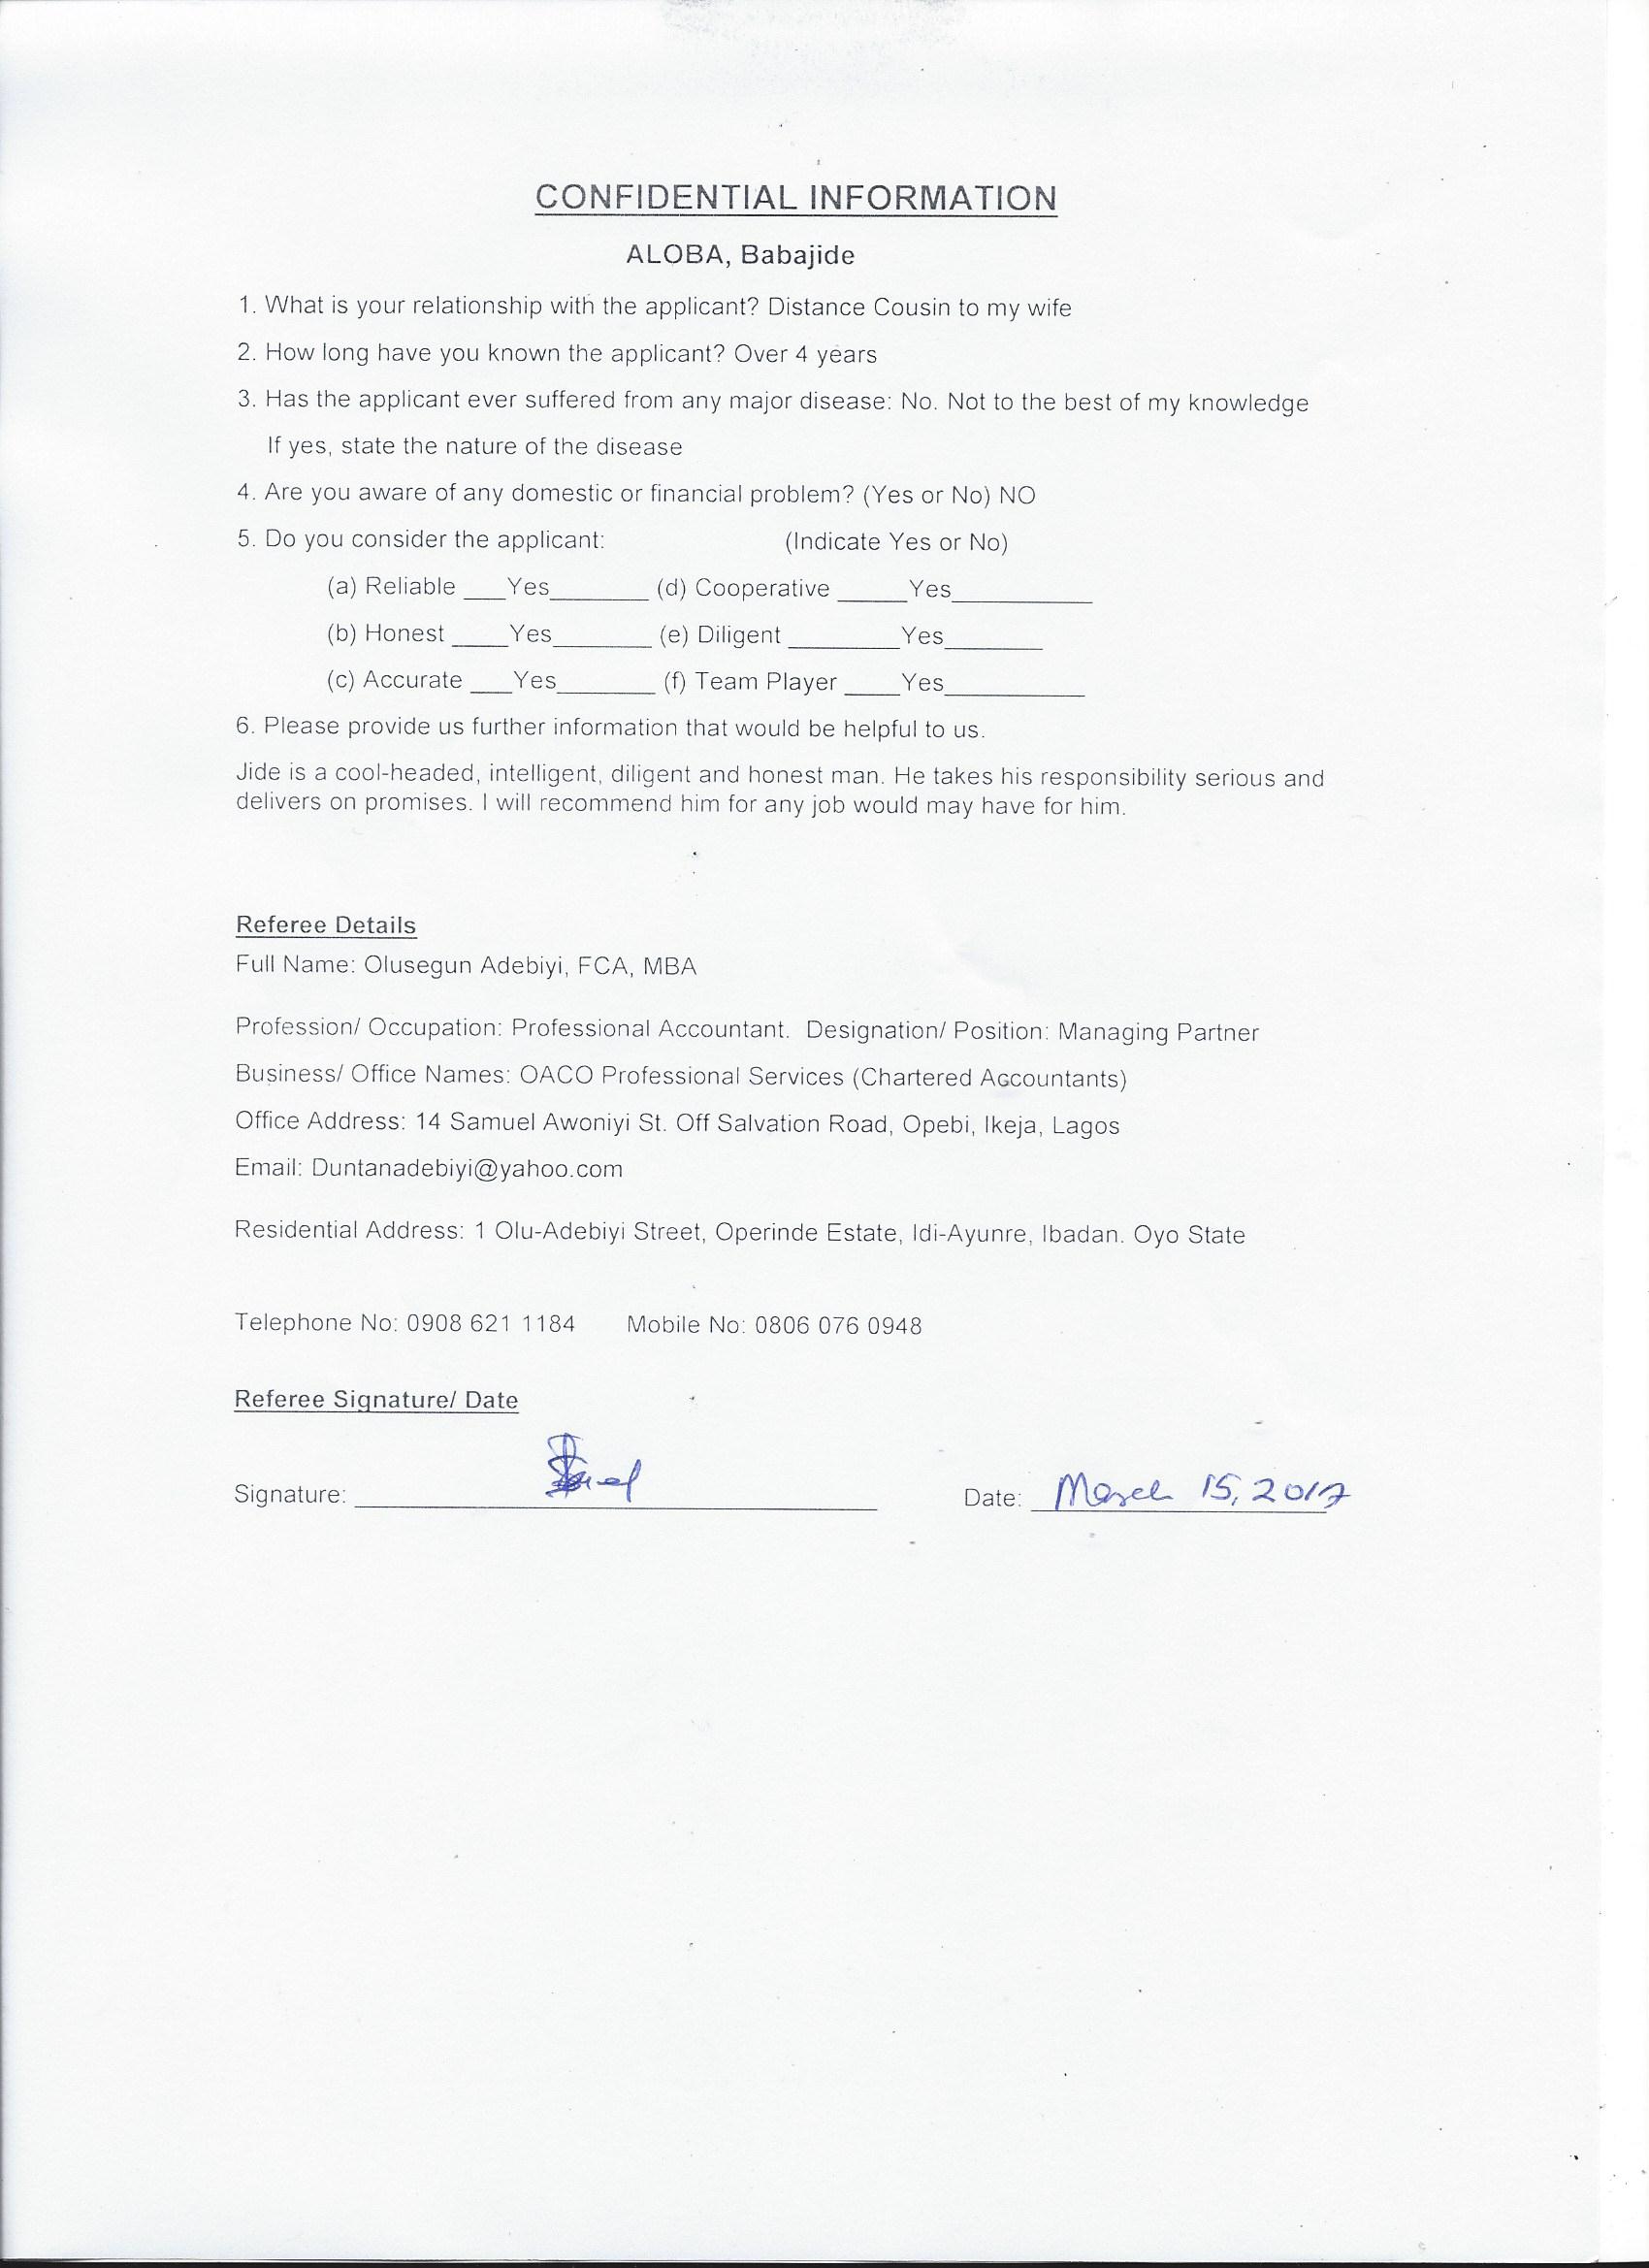 CONFIDENTIAL INFORMATION
ALOBA, Babajide
1. What is your relationship with the applicant? Distance Cousin to my wife
2. How long have you known the applicant? Over 4 years
3. Has the applicant ever suffered from any major disease: No. Not to the best of my knowledge
If yes, state the nature of the disease
4. Are you aware of any domestic or financial problem? (Yes or No) NO
5. Do you consider the applicant: (Indicate Yes or No)
(a) Reliable ___Yes_______ (d) Cooperative _____Yes__________
(b) Honest ____Yes_______ (e) Diligent ________Yes_______
(c) Accurate ___Yes_______ (f) Team Player ____Yes__________
6. Please provide us further information that would be helpful to us.
Jide is a cool-headed, intelligent, diligent and honest man. He takes his responsibility serious and
delivers on promises. I will recommend him for any job would may have for him.
Referee Details
Full Name: Olusegun Adebiyi, FCA, MBA
Profession/ Occupation: Professional Accountant. Designation/ Position: Managing Partner
Business/ Office Names: OACO Professional Services (Chartered Accountants)
Office Address: 14 Samuel Awoniyi St. Off Salvation Road, Opebi, Ikeja, Lagos
Email: Duntanadebiyi@yahoo.com
Residential Address: 1 Olu-Adebiyi Street, Operinde Estate, Idi-Ayunre, Ibadan. Oyo State
Telephone No: 0908 621 1184 Mobile No: 0806 076 0948
Referee Signature/ Date
Signature: Date: March 15, 2017